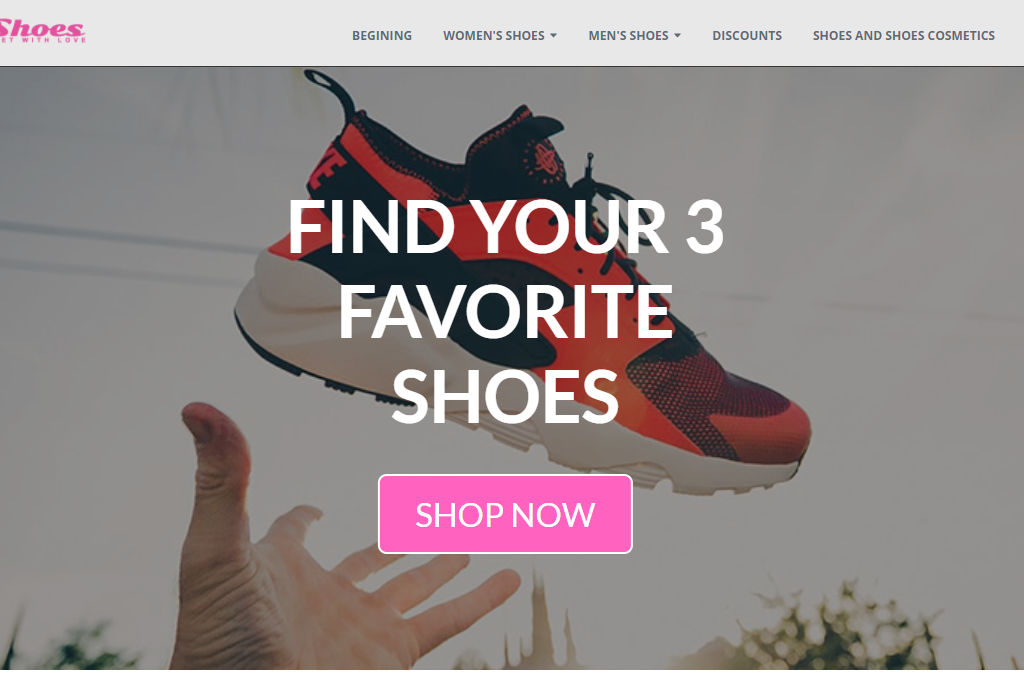 Shoes
ET WITH LOVE
BEGINING
WOMEN'S SHOES
MEN'S SHOES
DISCOUNTS
SHOES AND SHOES COSMETICS
FIND YOUR 3
FAVORITE
SHOES
SHOP NOW